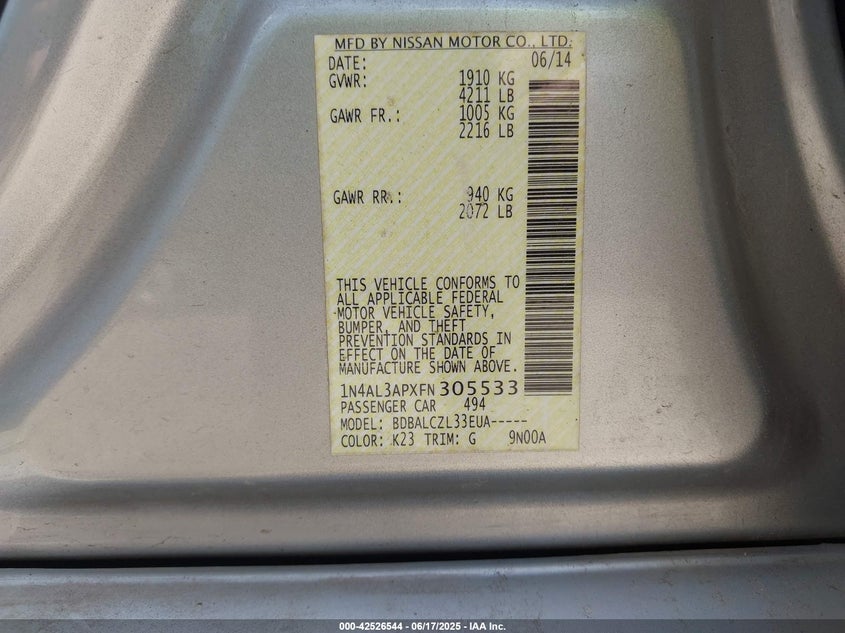 MFD BY NISSAN MOTOR CO., LTD.
DATE: 06/14
GVWR: 1910 KG
4211 LB
GAWR FR.: 1005 KG
2216 LB
GAWR RR.: 940 KG
2072 LB
THIS VEHICLE CONFORMS TO
ALL APPLICABLE FEDERAL
MOTOR VEHICLE SAFETY,
BUMPER, AND THEFT
PREVENTION STANDARDS IN
EFFECT ON THE DATE OF
MANUFACTURE SHOWN ABOVE.
1N4AL3APXFN305533
PASSENGER CAR 494
MODEL: BDBALCZL33EUA-----
COLOR: K23 TRIM: G 9N00A
000-42526544 - 06/17/2025 - IAA Inc.